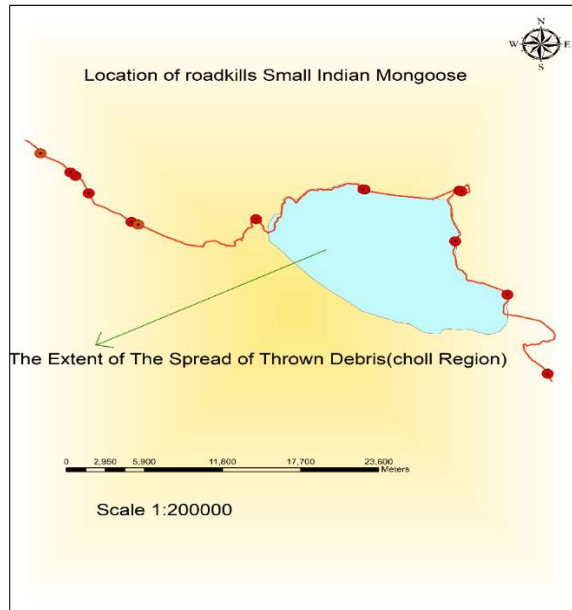 N
W E
S
Location of roadkills Small Indian Mongoose
The Extent of The Spread of Thrown Debris(choll Region)
0 2,950 5,900 11,800 17,700 23,600
Meters
Scale 1:200000